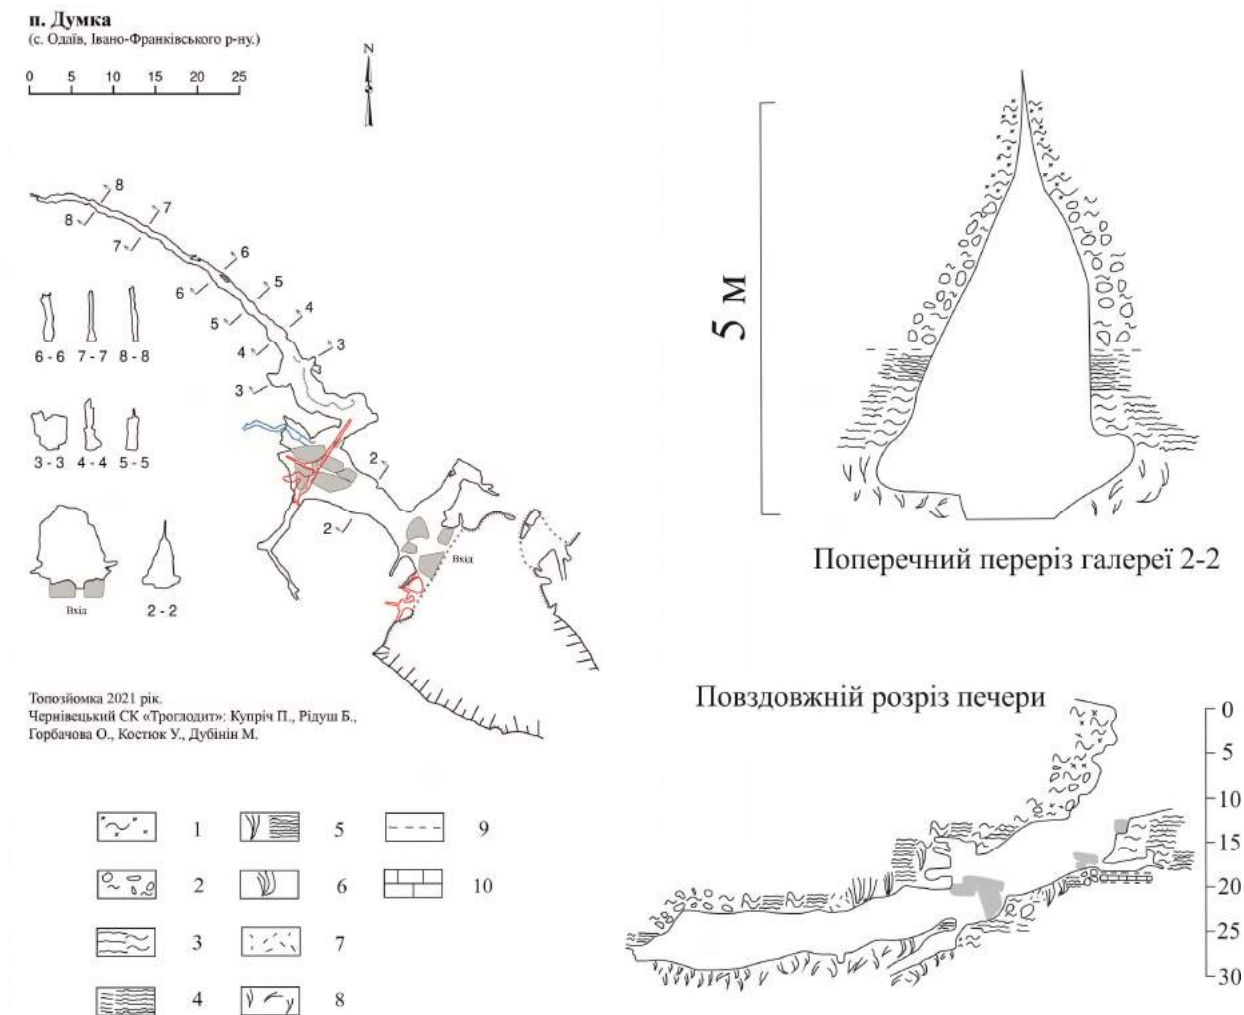 п. Думка
(с. Одаїв, Івано-Франківського р-ну.)
0 5 10 15 20 25
N
8
8
7
7
6
6
5
5
4
4
3
3
2
2
Вхід
6 - 6 7 - 7 8 - 8
3 - 3 4 - 4 5 - 5
Вхід 2 - 2
Топозйомка 2021 рік.
Чернівецький СК «Троглодит»: Купріч П., Рідуш Б.,
Горбачова О., Костюк У., Дубінін М.
1 5 9
2 6 10
3 7
4 8
5 м
Поперечний переріз галереї 2-2
Повздовжній розріз печери
0
5
10
15
20
25
30